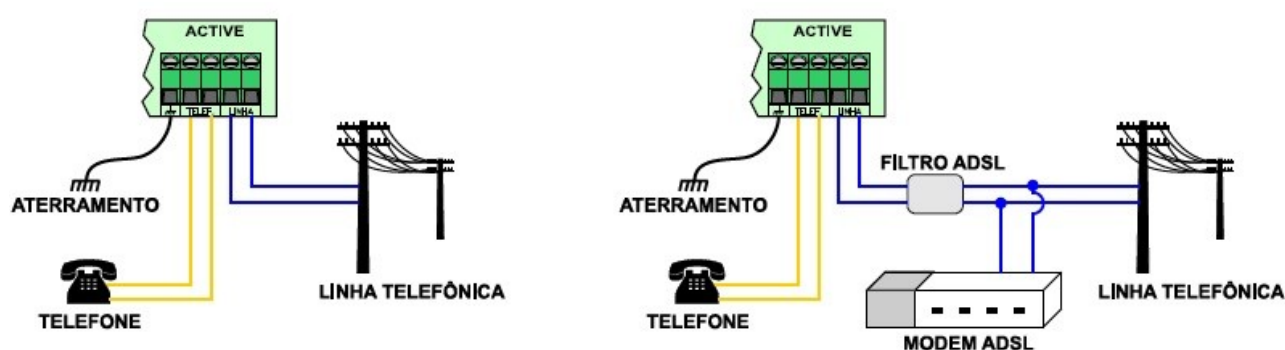 ACTIVE
TELEF LINHA
ATERRAMENTO
TELEFONE
LINHA TELEFÔNICA
ACTIVE
TELEF LINHA
FILTRO ADSL
ATERRAMENTO
TELEFONE
MODEM ADSL
LINHA TELEFÔNICA